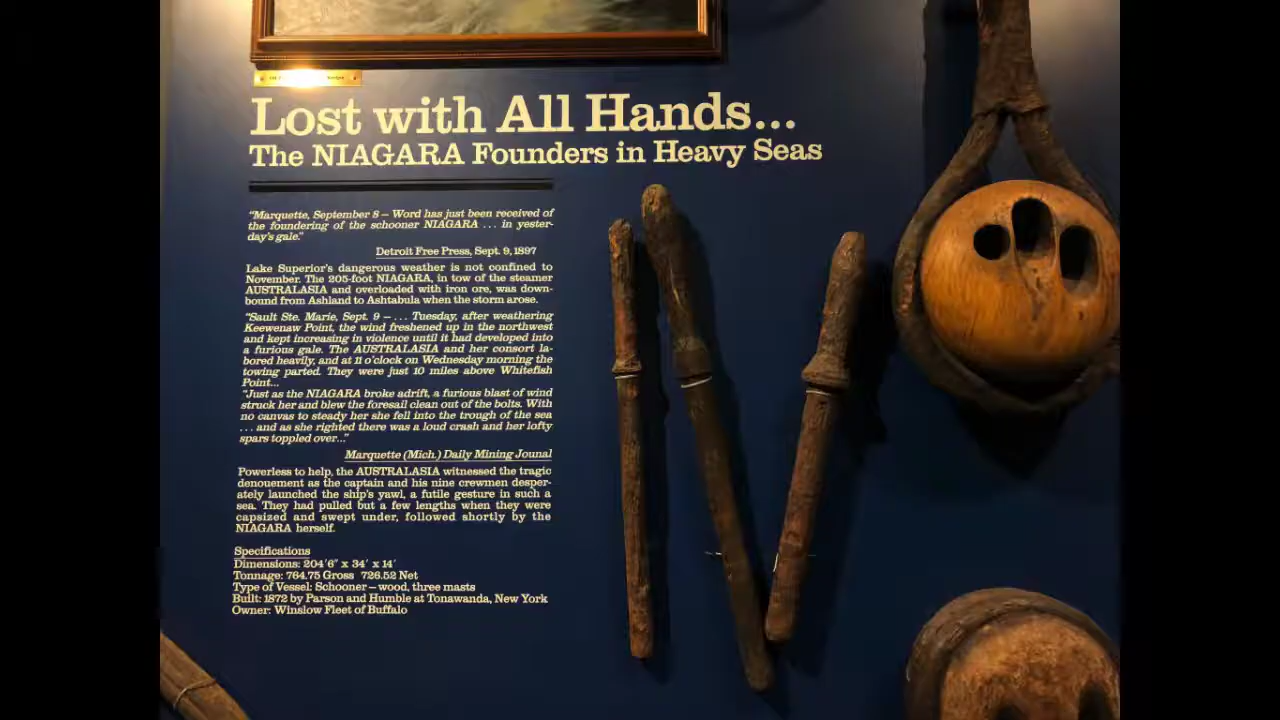 Lost with All Hands...
The NIAGARA Founders in Heavy Seas
"Marquette, September 8 – Word has just been received of
the foundering of the schooner NIAGARA . . . in yester-
day's gale."
Detroit Free Press, Sept. 9, 1897
Lake Superior's dangerous weather is not confined to
November. The 205-foot NIAGARA, in tow of the steamer
AUSTRALASIA and overloaded with iron ore, was down-
bound from Ashland to Ashtabula when the storm arose.
"Sault Ste. Marie, Sept. 9 – . . . Tuesday, after weathering
Keewenaw Point, the wind freshened up in the northwest
and kept increasing in violence until it had developed into
a furious gale. The AUSTRALASIA and her consort la-
bored heavily, and at 11 o'clock on Wednesday morning the
towing parted. They were just 10 miles above Whitefish
Point...
"Just as the NIAGARA broke adrift, a furious blast of wind
struck her and blew the foresail clean out of the bolts. With
no canvas to steady her she fell into the trough of the sea
. . . and as she righted there was a loud crash and her lofty
spars toppled over..."
Marquette (Mich.) Daily Mining Jounal
Powerless to help, the AUSTRALASIA witnessed the tragic
denouement as the captain and his nine crewmen desper-
ately launched the ship's yawl, a futile gesture in such a
sea. They had pulled but a few lengths when they were
capsized and swept under, followed shortly by the
NIAGARA herself.
Specifications
Dimensions: 204'6" x 34' x 14'
Tonnage: 764.75 Gross 726.52 Net
Type of Vessel: Schooner – wood, three masts
Built: 1872 by Parson and Humble at Tonawanda, New York
Owner: Winslow Fleet of Buffalo